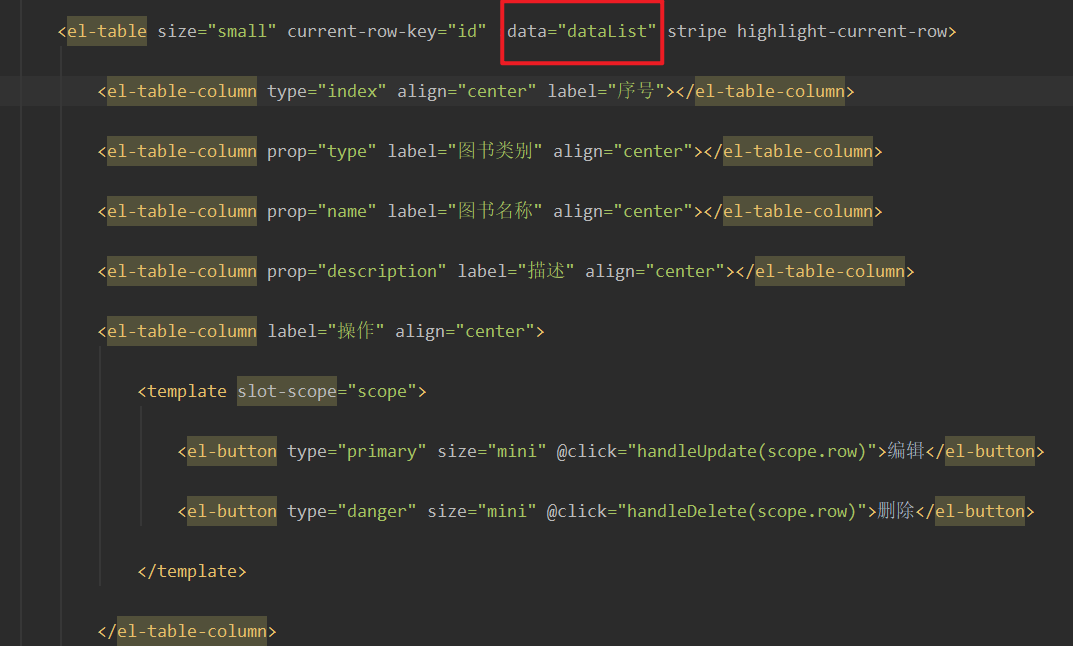 <el-table size="small" current-row-key="id" data="dataList" stripe highlight-current-row>
<el-table-column type="index" align="center" label="序号"></el-table-column>
<el-table-column prop="type" label="图书类别" align="center"></el-table-column>
<el-table-column prop="name" label="图书名称" align="center"></el-table-column>
<el-table-column prop="description" label="描述" align="center"></el-table-column>
<el-table-column label="操作" align="center">
<template slot-scope="scope">
<el-button type="primary" size="mini" @click="handleUpdate(scope.row)">编辑</el-button>
<el-button type="danger" size="mini" @click="handleDelete(scope.row)">删除</el-button>
</template>
</el-table-column>